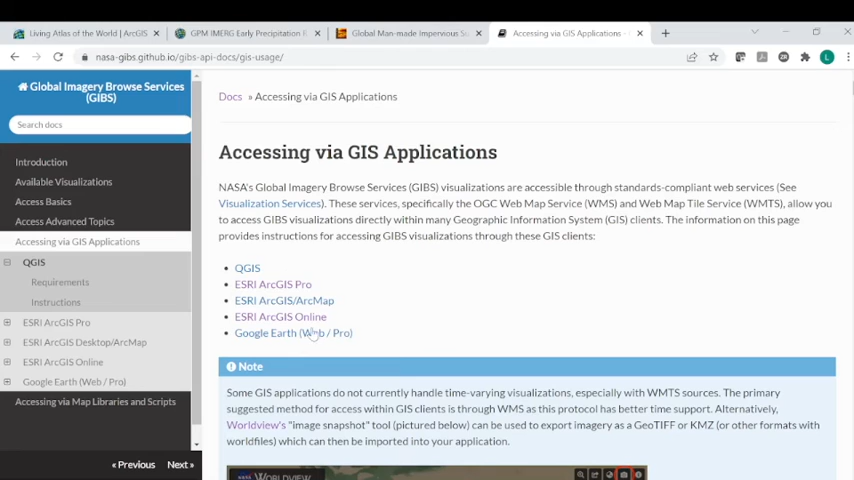 Living Atlas of the World | ArcGIS
GPM IMERG Early Precipitation R
Global Man-made Impervious Su
Accessing via GIS Applications - G
nasa-gibs.github.io/gibs-api-docs/gis-usage/
L
Global Imagery Browse Services
(GIBS)
Search docs
Introduction
Available Visualizations
Access Basics
Access Advanced Topics
Accessing via GIS Applications
QGIS
Requirements
Instructions
ESRI ArcGIS Pro
ESRI ArcGIS Desktop/ArcMap
ESRI ArcGIS Online
Google Earth (Web / Pro)
Accessing via Map Libraries and Scripts
« Previous Next »
Docs » Accessing via GIS Applications
Accessing via GIS Applications
NASA's Global Imagery Browse Services (GIBS) visualizations are accessible through standards-compliant web services (See
Visualization Services). These services, specifically the OGC Web Map Service (WMS) and Web Map Tile Service (WMTS), allow you
to access GIBS visualizations directly within many Geographic Information System (GIS) clients. The information on this page
provides instructions for accessing GIBS visualizations through these GIS clients:
• QGIS
• ESRI ArcGIS Pro
• ESRI ArcGIS/ArcMap
• ESRI ArcGIS Online
• Google Earth (Web / Pro)
Note
Some GIS applications do not currently handle time-varying visualizations, especially with WMTS sources. The primary
suggested method for access within GIS clients is through WMS as this protocol has better time support. Alternatively,
Worldview's "image snapshot" tool (pictured below) can be used to export imagery as a GeoTIFF or KMZ (or other formats with
worldfiles) which can then be imported into your application.
WORLDVIEW